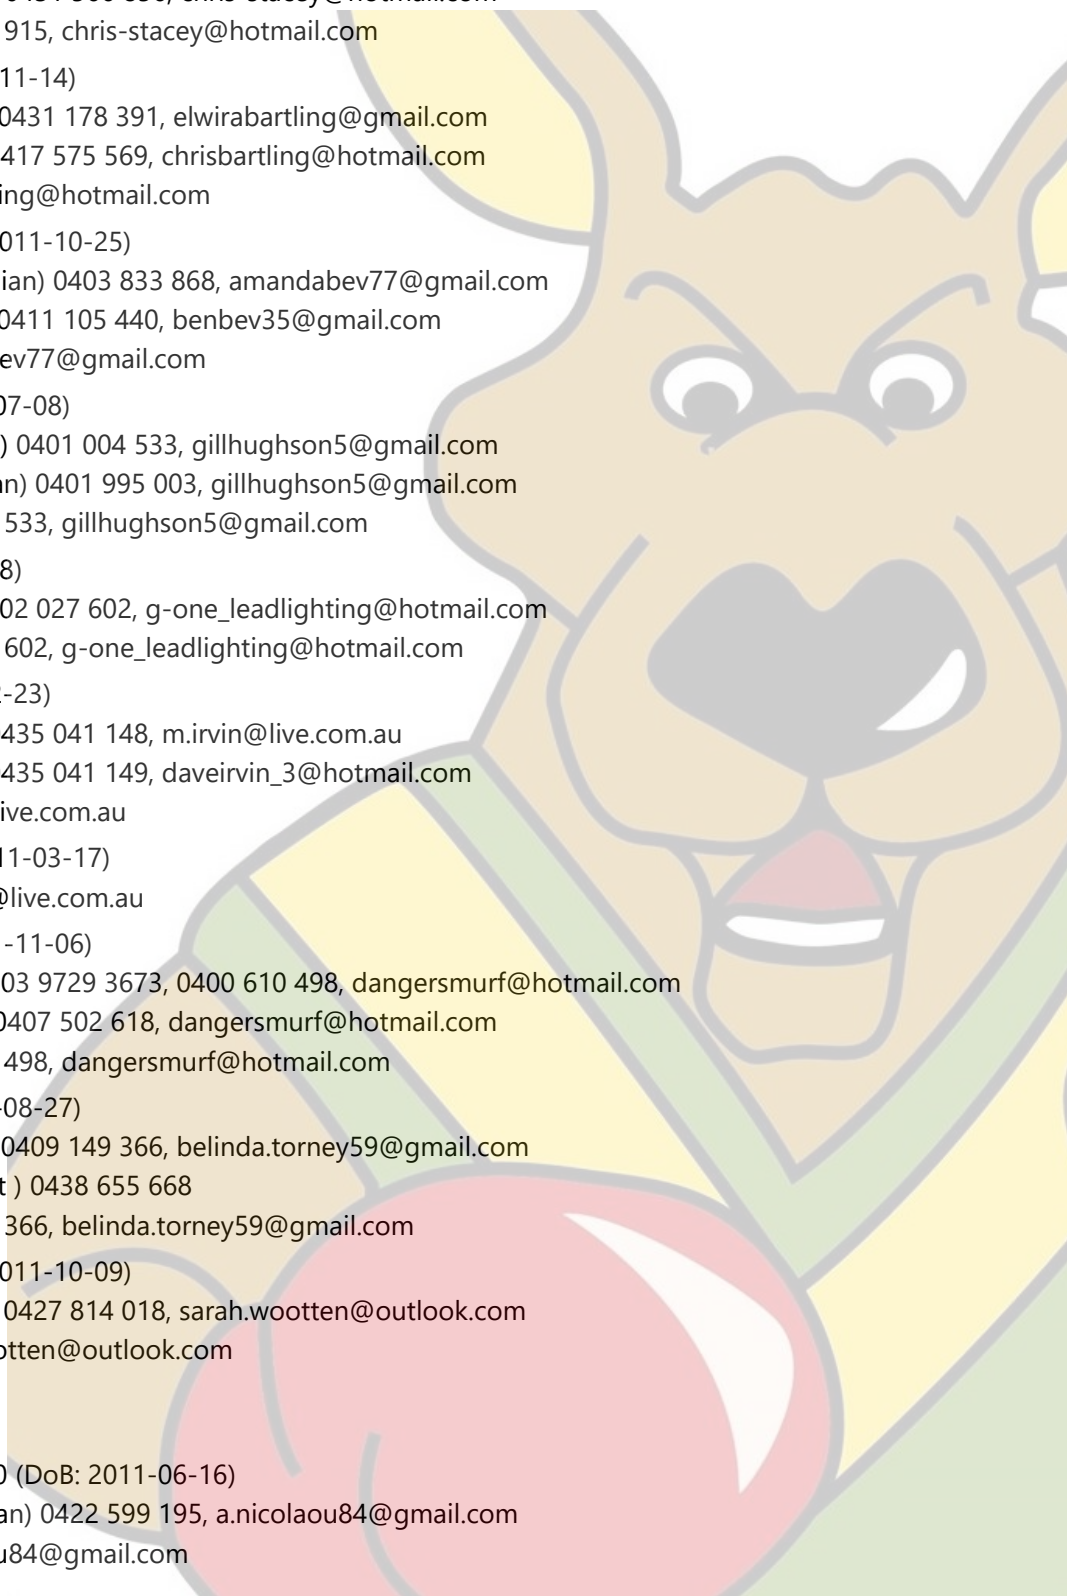 chris-stacey@hotmail.com
915, chris-stacey@hotmail.com
11-14)
0431 178 391, elwirabartling@gmail.com
417 575 569, chrisbartling@hotmail.com
ing@hotmail.com
011-10-25)
ian) 0403 833 868, amandabev77@gmail.com
0411 105 440, benbev35@gmail.com
ev77@gmail.com
07-08)
) 0401 004 533, gillhughson5@gmail.com
an) 0401 995 003, gillhughson5@gmail.com
533, gillhughson5@gmail.com
8)
02 027 602, g-one_leadlighting@hotmail.com
602, g-one_leadlighting@hotmail.com
-23)
435 041 148, m.irvin@live.com.au
435 041 149, daveirvin_3@hotmail.com
ive.com.au
11-03-17)
@live.com.au
-11-06)
03 9729 3673, 0400 610 498, dangersmurf@hotmail.com
0407 502 618, dangersmurf@hotmail.com
498, dangersmurf@hotmail.com
-08-27)
0409 149 366, belinda.torney59@gmail.com
t ) 0438 655 668
366, belinda.torney59@gmail.com
011-10-09)
0427 814 018, sarah.wootten@outlook.com
otten@outlook.com
0 (DoB: 2011-06-16)
an) 0422 599 195, a.nicolaou84@gmail.com
u84@gmail.com